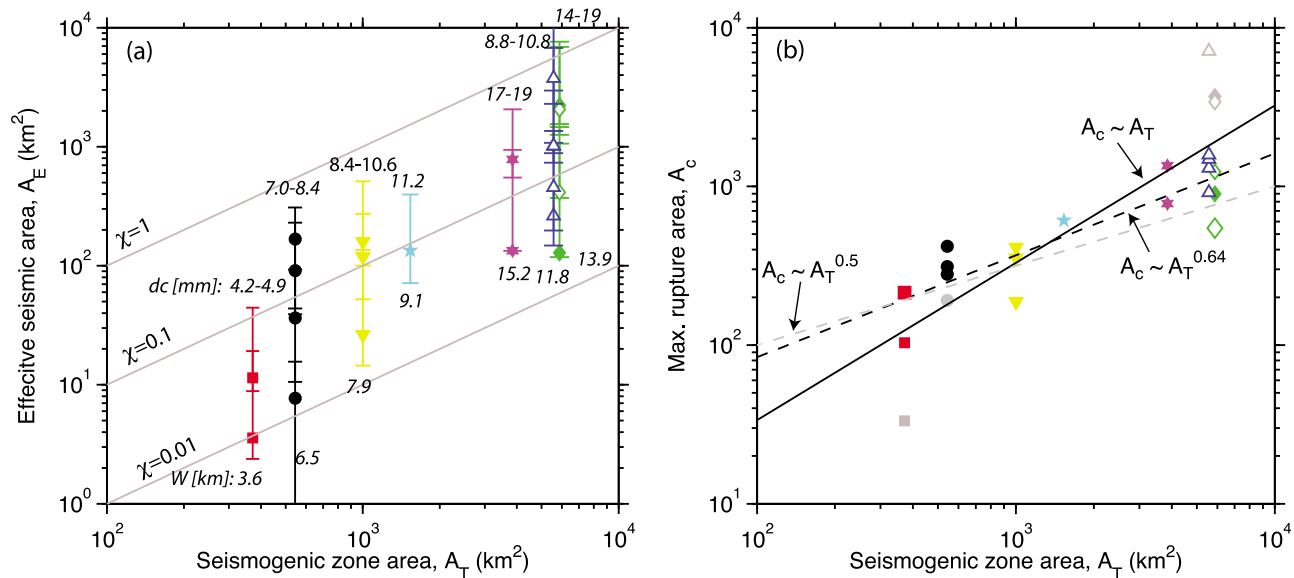 (a)
14-19
8.8-10.8
17-19
8.4-10.6
11.2
7.0-8.4
χ=1
dc [mm]: 4.2-4.9
χ=0.1
15.2
11.8
13.9
9.1
7.9
6.5
χ=0.01
W [km]: 3.6
10^4
10^3
10^2
10^1
10^0
Effecitve seismic area, A_E (km^2)
10^2
10^3
10^4
Seismogenic zone area, A_T (km^2)
(b)
A_c ~ A_T
A_c ~ A_T^0.5
A_c ~ A_T^0.64
10^4
10^3
10^2
10^1
Max. rupture area, A_c
10^2
10^3
10^4
Seismogenic zone area, A_T (km^2)